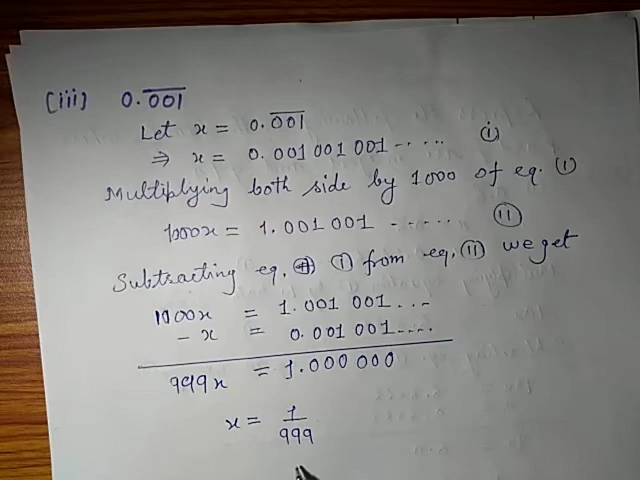 (iii) 0.\overline{001}
Let x = 0.\overline{001}
⇒ x = 0.001 001 001 ------ (i)
Multiplying both side by 1000 of eq. (i)
1000x = 1.001 001 ------ (ii)
Subtracting eq. (i) from eq. (ii) we get
1000x = 1.001 001...
- x = 0.001 001....
999x = 1.000 000
x = 1/999